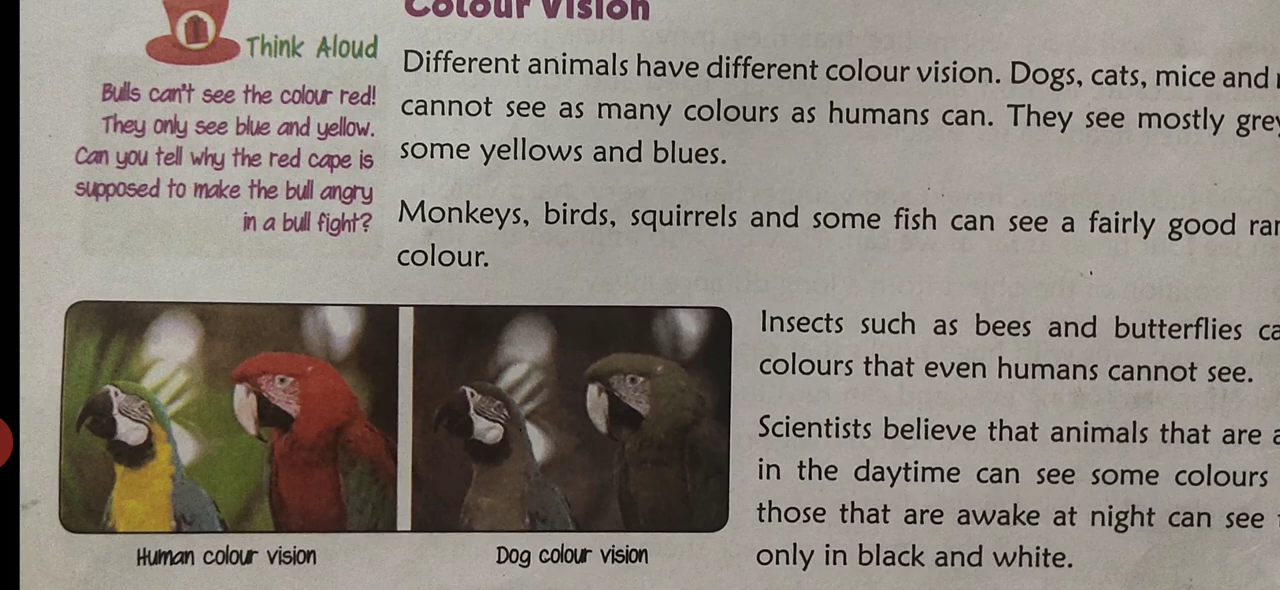 Colour Vision
Think Aloud
Bulls can't see the colour red!
They only see blue and yellow.
Can you tell why the red cape is
supposed to make the bull angry
in a bull fight?
Different animals have different colour vision. Dogs, cats, mice and
cannot see as many colours as humans can. They see mostly
some yellows and blues.
Monkeys, birds, squirrels and some fish can see a fairly good
colour.
Insects such as bees and butterflies
colours that even humans cannot see.
Scientists believe that animals that are
in the daytime can see some colours
those that are awake at night can see
only in black and white.
Human colour vision
Dog colour vision